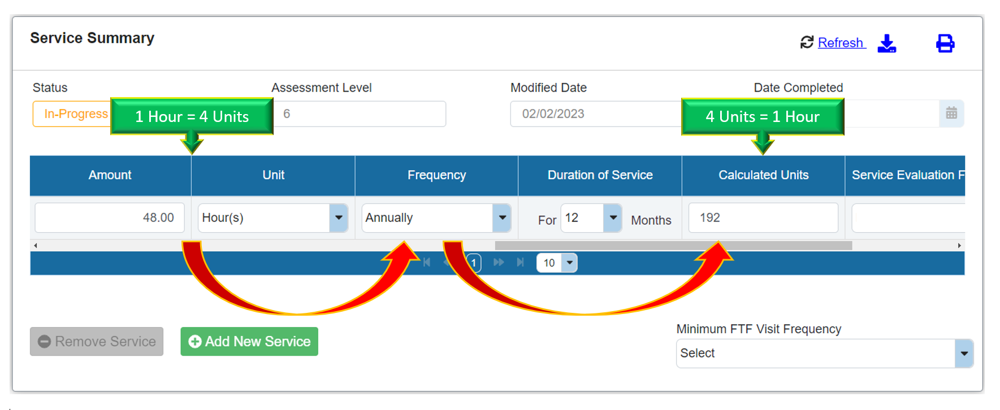 Service Summary
Refresh
Status
Assessment Level
Modified Date
Date Completed
In-Progress
1 Hour = 4 Units
6
02/02/2023
4 Units = 1 Hour
Amount
Unit
Frequency
Duration of Service
Calculated Units
Service Evaluation F
48.00
Hour(s)
Annually
For 12 Months
192
1
10
Remove Service
Add New Service
Minimum FTF Visit Frequency
Select